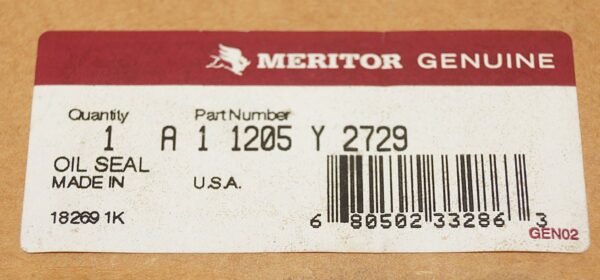 MERITOR GENUINE
Quantity Part Number
1 A 1 1205 Y 2729
OIL SEAL
MADE IN U.S.A.
18269 1K
6 80502 33286 3
GEN02